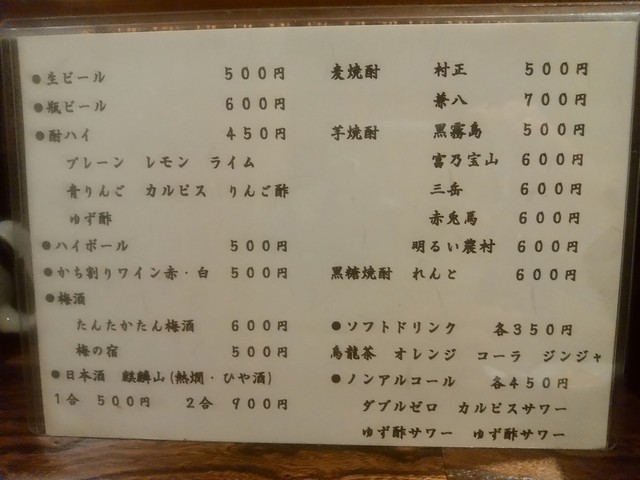 ●生ビール 500円
●瓶ビール 600円
●酎ハイ 450円
プレーン レモン ライム
青りんご カルピス りんご酢
ゆず酢
●ハイボール 500円
●かち割りワイン赤・白 500円
●梅酒
たんたかたん梅酒 600円
梅の宿 500円
●日本酒 麒麟山(熱燗・ひや酒)
1合 500円 2合 900円
麦焼酎 村正 500円
兼八 700円
芋焼酎 黒霧島 500円
富乃宝山 600円
三岳 600円
赤兎馬 600円
明るい農村 600円
黒糖焼酎 れんと 600円
●ソフトドリンク 各350円
烏龍茶 オレンジ コーラ ジンジャ
●ノンアルコール 各450円
ダブルゼロ カルピスサワー
ゆず酢サワー ゆず酢サワー